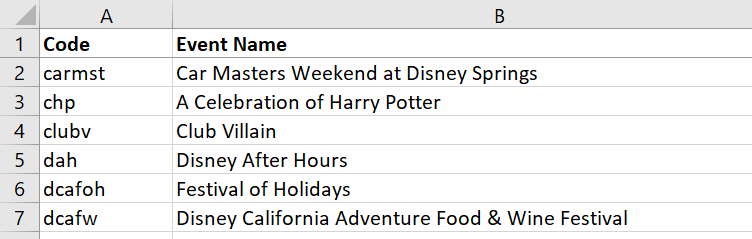 A B
1 Code Event Name
2 carmst Car Masters Weekend at Disney Springs
3 chp A Celebration of Harry Potter
4 clubv Club Villain
5 dah Disney After Hours
6 dcafoh Festival of Holidays
7 dcafw Disney California Adventure Food & Wine Festival